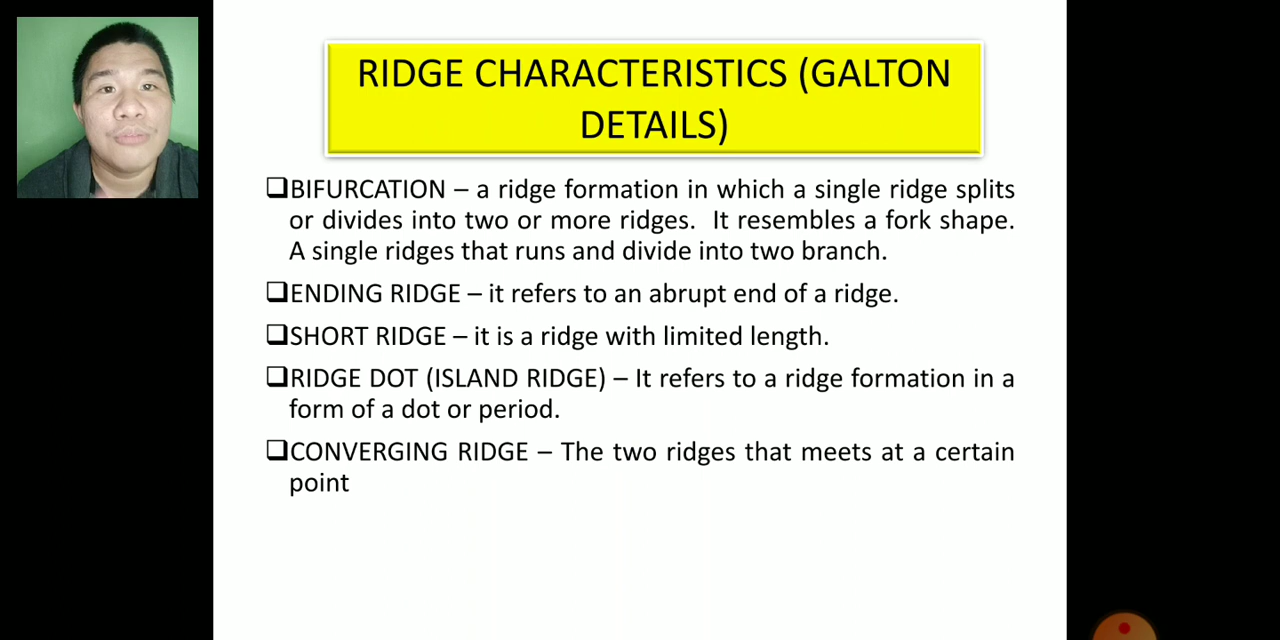 RIDGE CHARACTERISTICS (GALTON
DETAILS)
❑BIFURCATION – a ridge formation in which a single ridge splits
or divides into two or more ridges.  It resembles a fork shape.
A single ridges that runs and divide into two branch.
❑ENDING RIDGE – it refers to an abrupt end of a ridge.
❑SHORT RIDGE – it is a ridge with limited length.
❑RIDGE DOT (ISLAND RIDGE) – It refers to a ridge formation in a
form of a dot or period.
❑CONVERGING RIDGE – The two ridges that meets at a certain
point